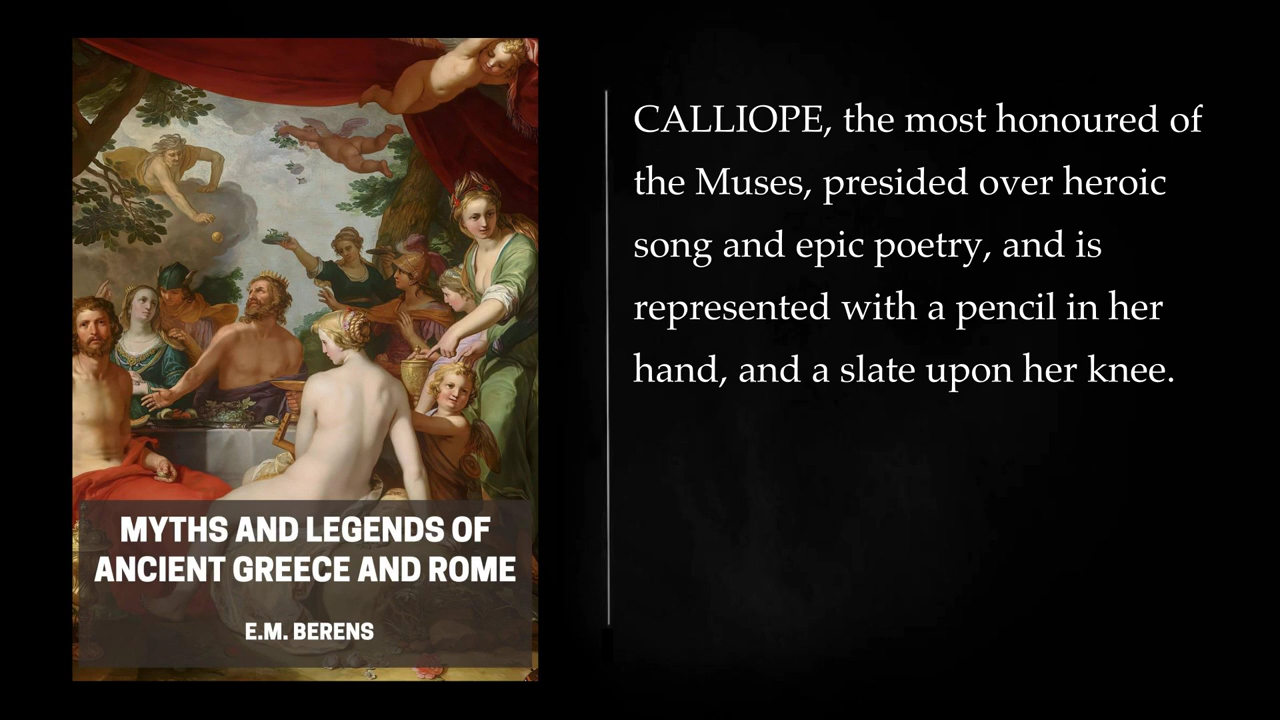 MYTHS AND LEGENDS OF
ANCIENT GREECE AND ROME
E.M. BERENS
CALLIOPE, the most honoured of
the Muses, presided over heroic
song and epic poetry, and is
represented with a pencil in her
hand, and a slate upon her knee.